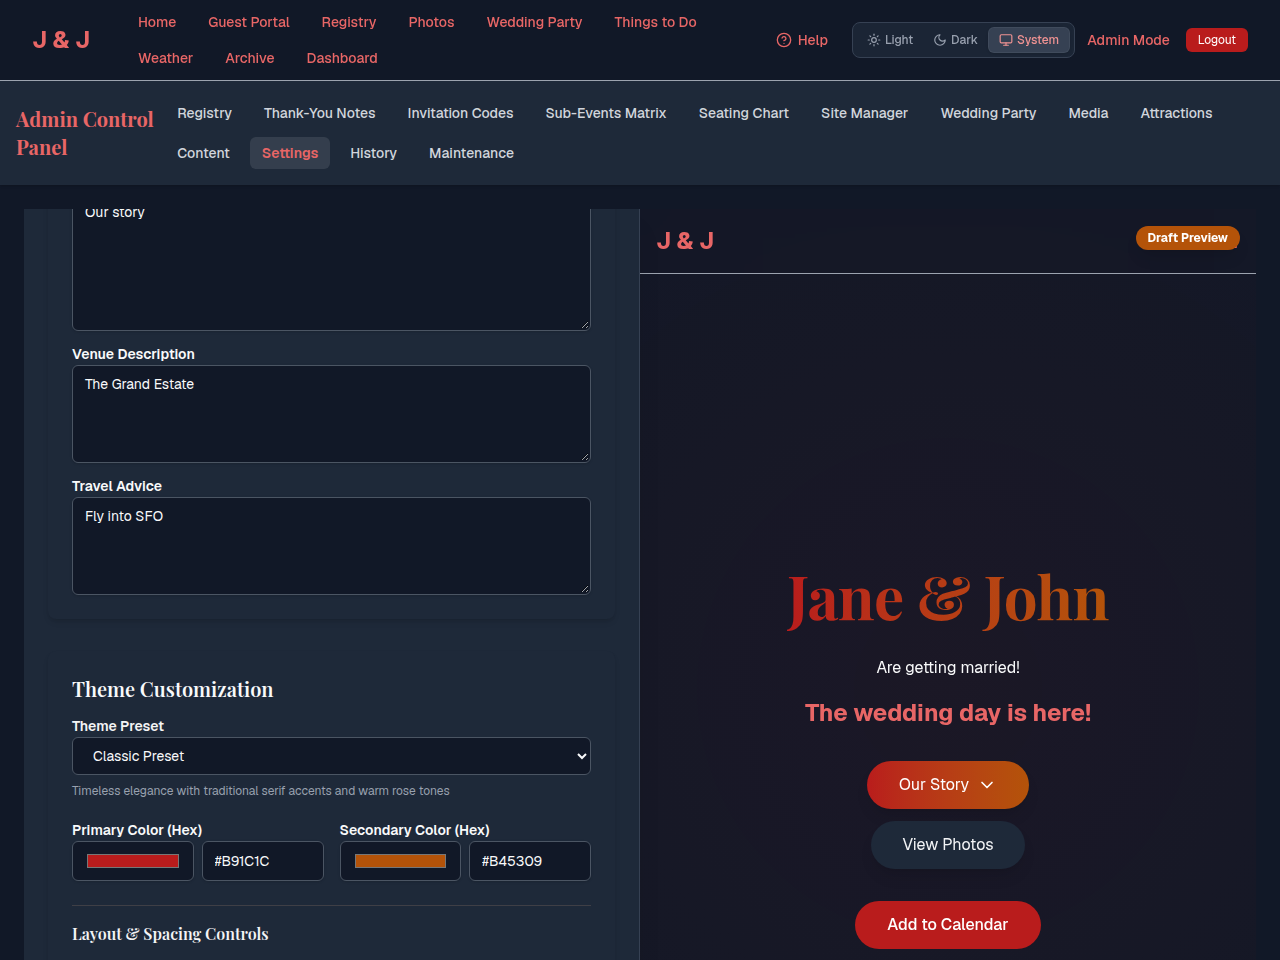 J & J
Home Guest Portal Registry Photos Wedding Party Things to Do
Weather Archive Dashboard
Help
Light Dark System
Admin Mode
Logout
Admin Control
Panel
Registry Thank-You Notes Invitation Codes Sub-Events Matrix Seating Chart Site Manager Wedding Party Media Attractions
Content Settings History Maintenance
Our story
Venue Description
The Grand Estate
Travel Advice
Fly into SFO
Theme Customization
Theme Preset
Classic Preset
Timeless elegance with traditional serif accents and warm rose tones
Primary Color (Hex) Secondary Color (Hex)
#B91C1C #B45309
Layout & Spacing Controls
J & J
Draft Preview
Jane & John
Are getting married!
The wedding day is here!
Our Story
View Photos
Add to Calendar